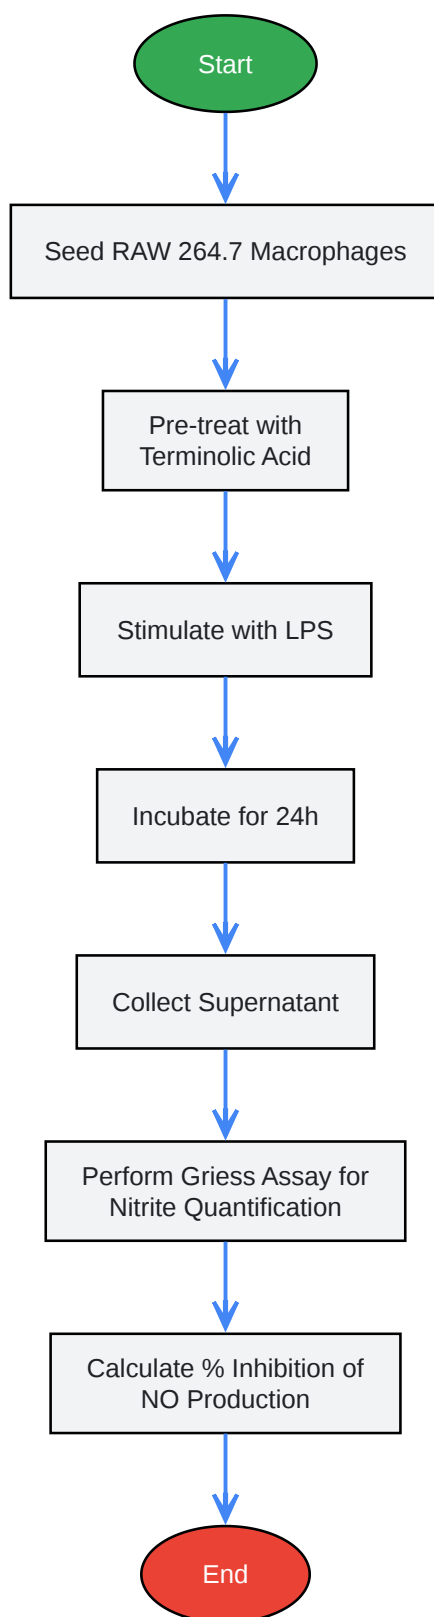 Start
Seed RAW 264.7 Macrophages
Pre-treat with
Terminolic Acid
Stimulate with LPS
Incubate for 24h
Collect Supernatant
Perform Griess Assay for
Nitrite Quantification
Calculate % Inhibition of
NO Production
End